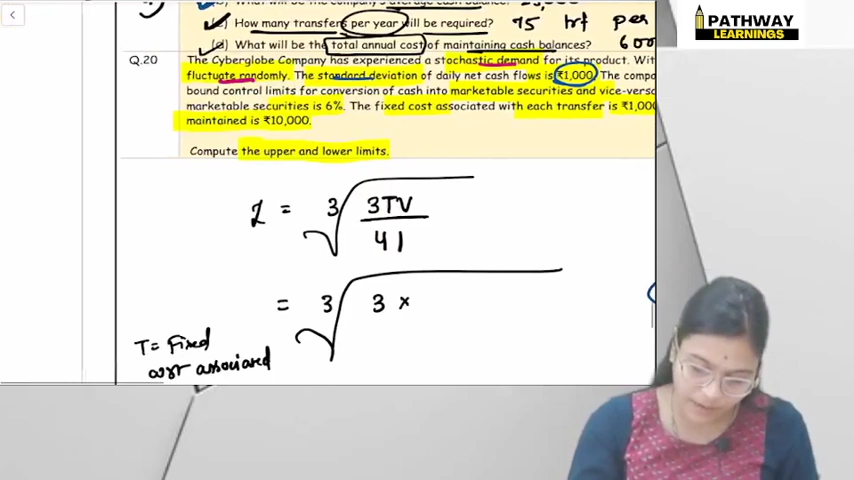 PATHWAY
LEARNINGS
How many transfers per year will be required? 75 trf per
(d) What will be the total annual cost of maintaining cash balances? 600
Q.20 The Cyberglobe Company has experienced a stochastic demand for its product. Wit
fluctuate randomly. The standard deviation of daily net cash flows is ₹1,000. The comp
bound control limits for conversion of cash into marketable securities and vice-versa
marketable securities is 6%. The fixed cost associated with each transfer is ₹1,000
maintained is ₹10,000.
Compute the upper and lower limits.
Z = 3√ 3TV
4I
= 3√ 3 ×
T = Fixed
cost associated